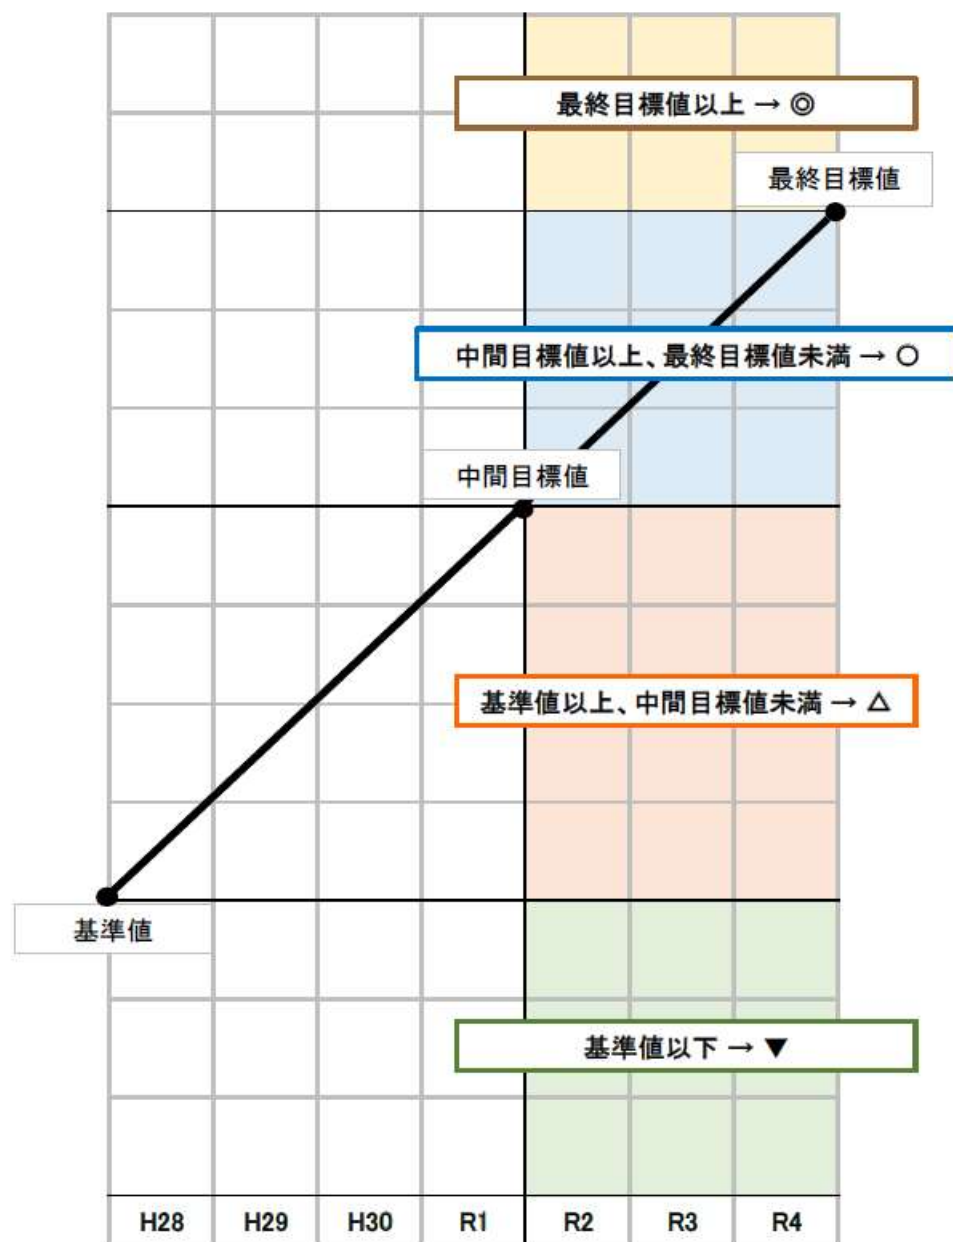 最終目標値以上 → ◎
最終目標値
中間目標値以上、最終目標値未満 → ○
中間目標値
基準値以上、中間目標値未満 → △
基準値
基準値以下 → ▼
H28 H29 H30 R1 R2 R3 R4